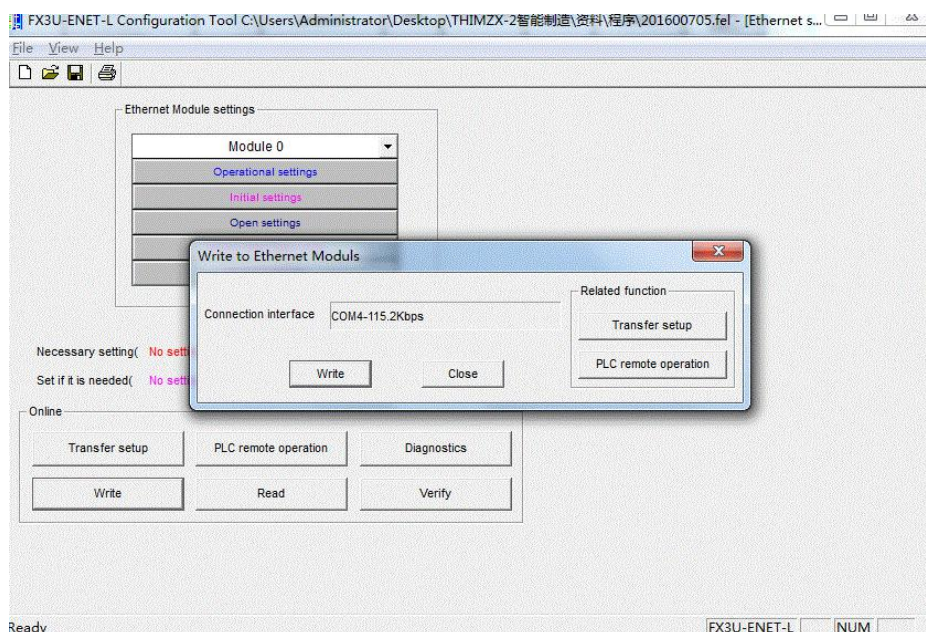 FX3U-ENET-L Configuration Tool C:\Users\Administrator\Desktop\THIMZX-2智能制造\资料\程序\201600705.fel - [Ethernet s...
File View Help
Ethernet Module settings
Module 0
Operational settings
Initial settings
Open settings
Write to Ethernet Moduls
Connection interface COM4-115.2Kbps
Related function
Transfer setup
PLC remote operation
Write Close
Necessary setting( No setti
Set if it is needed( No setti
Online
Transfer setup PLC remote operation Diagnostics
Write Read Verify
Ready FX3U-ENET-L NUM